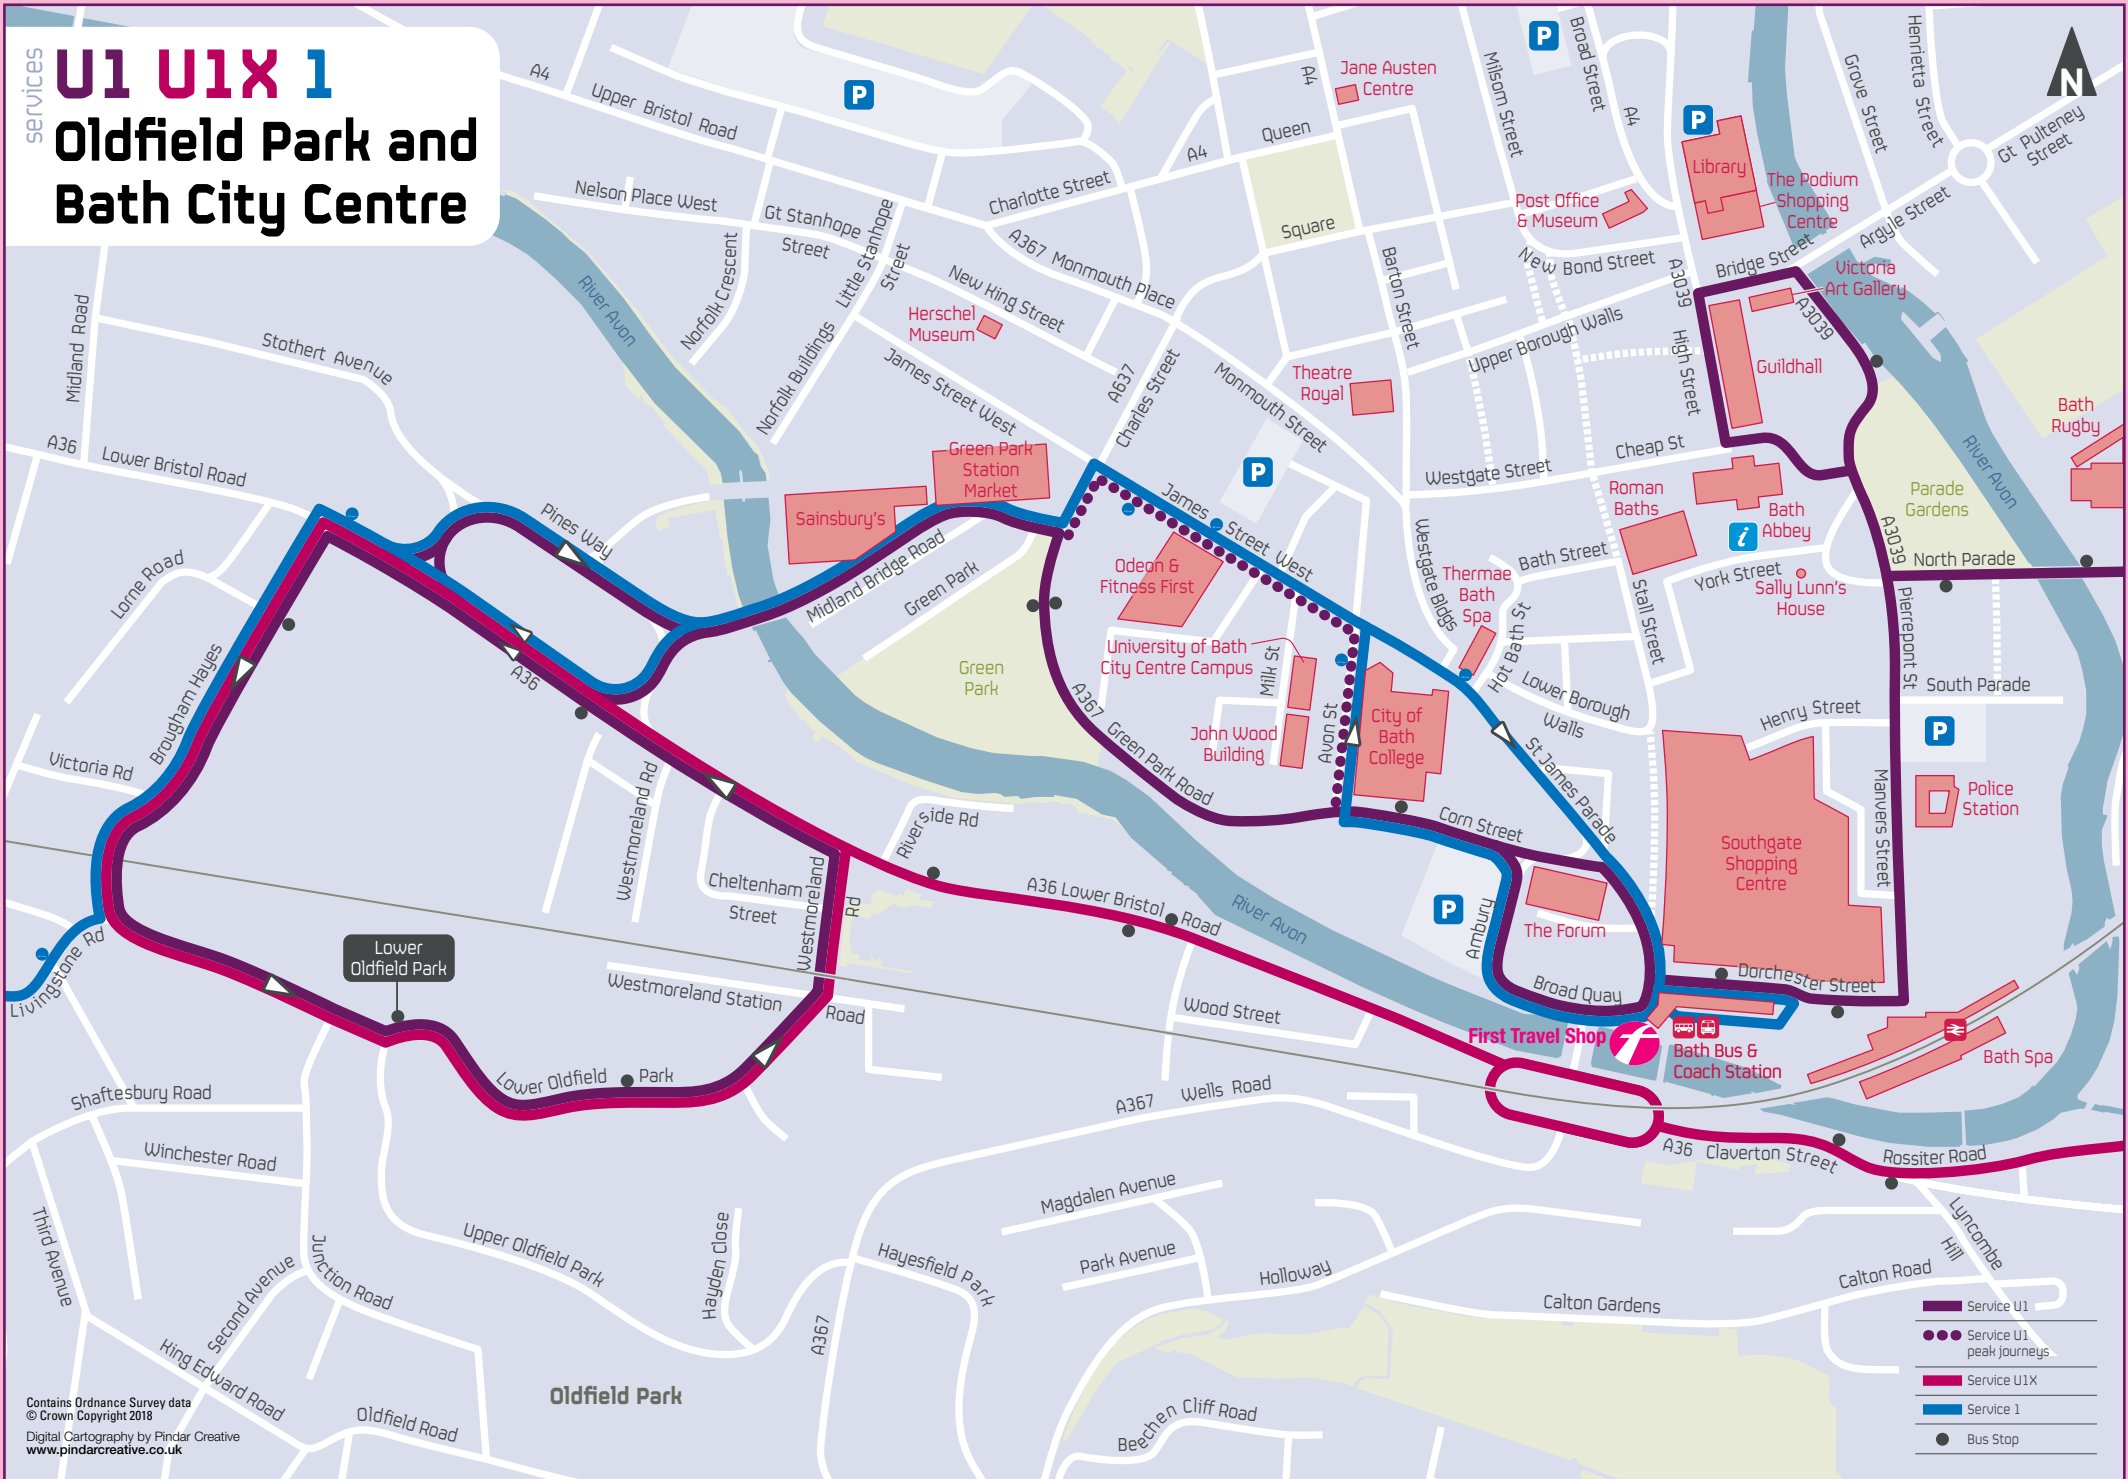 services
U1 U1X 1
Oldfield Park and
Bath City Centre
A4
Upper Bristol Road
P
Nelson Place West
Gt Stanhope
Street
Norfolk Crescent
Little Stanhope
Street
Norfolk Buildings
River Avon
Charlotte Street
A4
Queen
Square
A4
Jane Austen
Centre
A367 Monmouth Place
New King Street
Herschel
Museum
James Street West
A637
Charles Street
Monmouth Street
Theatre
Royal
Barton Street
Milsom Street
P
Broad Street
A4
P
Library
The Podium
Shopping
Centre
Post Office
& Museum
New Bond Street
Upper Borough Walls
A3039
Bridge Street
Argyle Street
Grove Street
Henrietta Street
Gt Pulteney
Street
N
Victoria
Art Gallery
A3039
High Street
Guildhall
Cheap St
Westgate Street
Roman
Baths
Bath
Abbey
i
Parade
Gardens
River Avon
Bath
Rugby
A3039
North Parade
York Street
Sally Lunn's
House
Bath Street
Stall Street
Pierrepont St
South Parade
Henry Street
P
Police
Station
Manvers Street
Southgate
Shopping
Centre
Dorchester Street
Midland Road
Stothert Avenue
A36
Lower Bristol Road
Pines Way
Sainsbury's
Green Park
Station
Market
Midland Bridge Road
Green Park
Green
Park
P
James Street West
Odeon &
Fitness First
University of Bath
City Centre Campus
Milk St
John Wood
Building
Avon St
City of
Bath
College
Westgate Bldgs
Thermae
Bath
Spa
Hot Bath St
Lower Borough
Walls
St James Parade
A367
Green Park Road
Corn Street
The Forum
P
Ambury
Broad Quay
First Travel Shop
Bath Bus &
Coach Station
Bath Spa
Lorne Road
Brougham Hayes
A36
Victoria Rd
Livingstone Rd
Lower
Oldfield Park
Westmoreland Rd
Cheltenham
Street
Westmoreland
Rd
Riverside Rd
A36 Lower Bristol Road
River Avon
Westmoreland Station
Road
Wood Street
Lower Oldfield Park
A367
Wells Road
A36
Claverton Street
Rossiter Road
Shaftesbury Road
Winchester Road
Third Avenue
Second Avenue
Junction Road
King Edward Road
Oldfield Road
Upper Oldfield Park
Hayden Close
A367
Hayesfield Park
Magdalen Avenue
Park Avenue
Holloway
Calton Gardens
Calton Road
Lyncombe
Hill
Beechen Cliff Road
Oldfield Park
Service U1
Service U1
peak journeys
Service U1X
Service 1
Bus Stop
Contains Ordnance Survey data
© Crown Copyright 2018
Digital Cartography by Pindar Creative
www.pindarcreative.co.uk